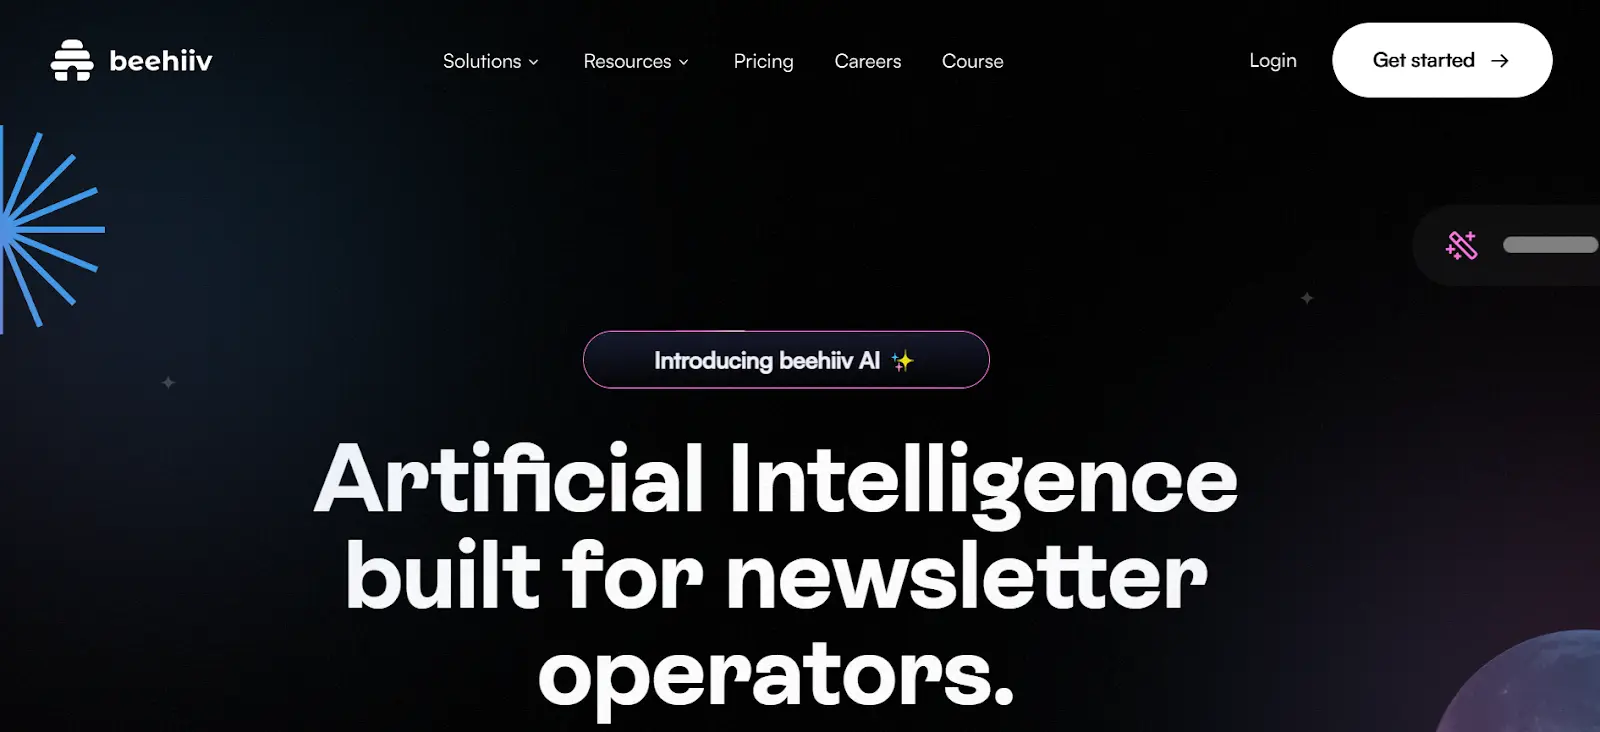 beehiiv
Solutions
Resources
Pricing
Careers
Course
Login
Get started →
Introducing beehiiv AI ✨
Artificial Intelligence
built for newsletter
operators.